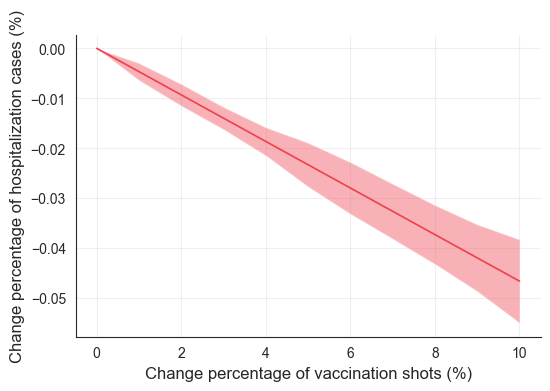 Change percentage of hospitalization cases (%)
0.00
−0.01
−0.02
−0.03
−0.04
−0.05
0 2 4 6 8 10
Change percentage of vaccination shots (%)